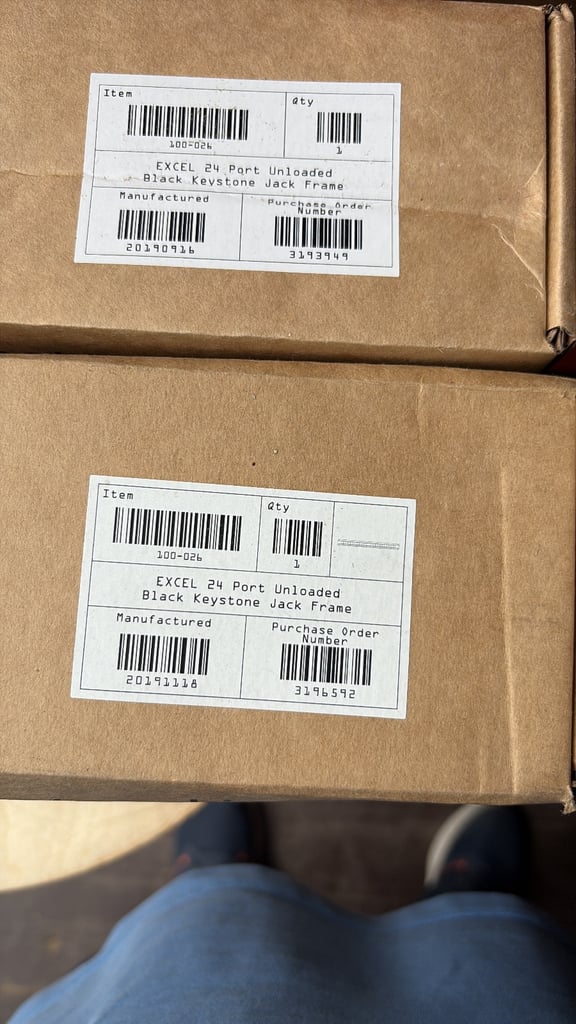 Item
Qty
100-026
1
EXCEL 24 Port Unloaded
Black Keystone Jack Frame
Manufactured
Purchase Order
Number
20190916
3193949
Item
Qty
100-026
1
EXCEL 24 Port Unloaded
Black Keystone Jack Frame
Manufactured
Purchase Order
Number
20191118
3196592